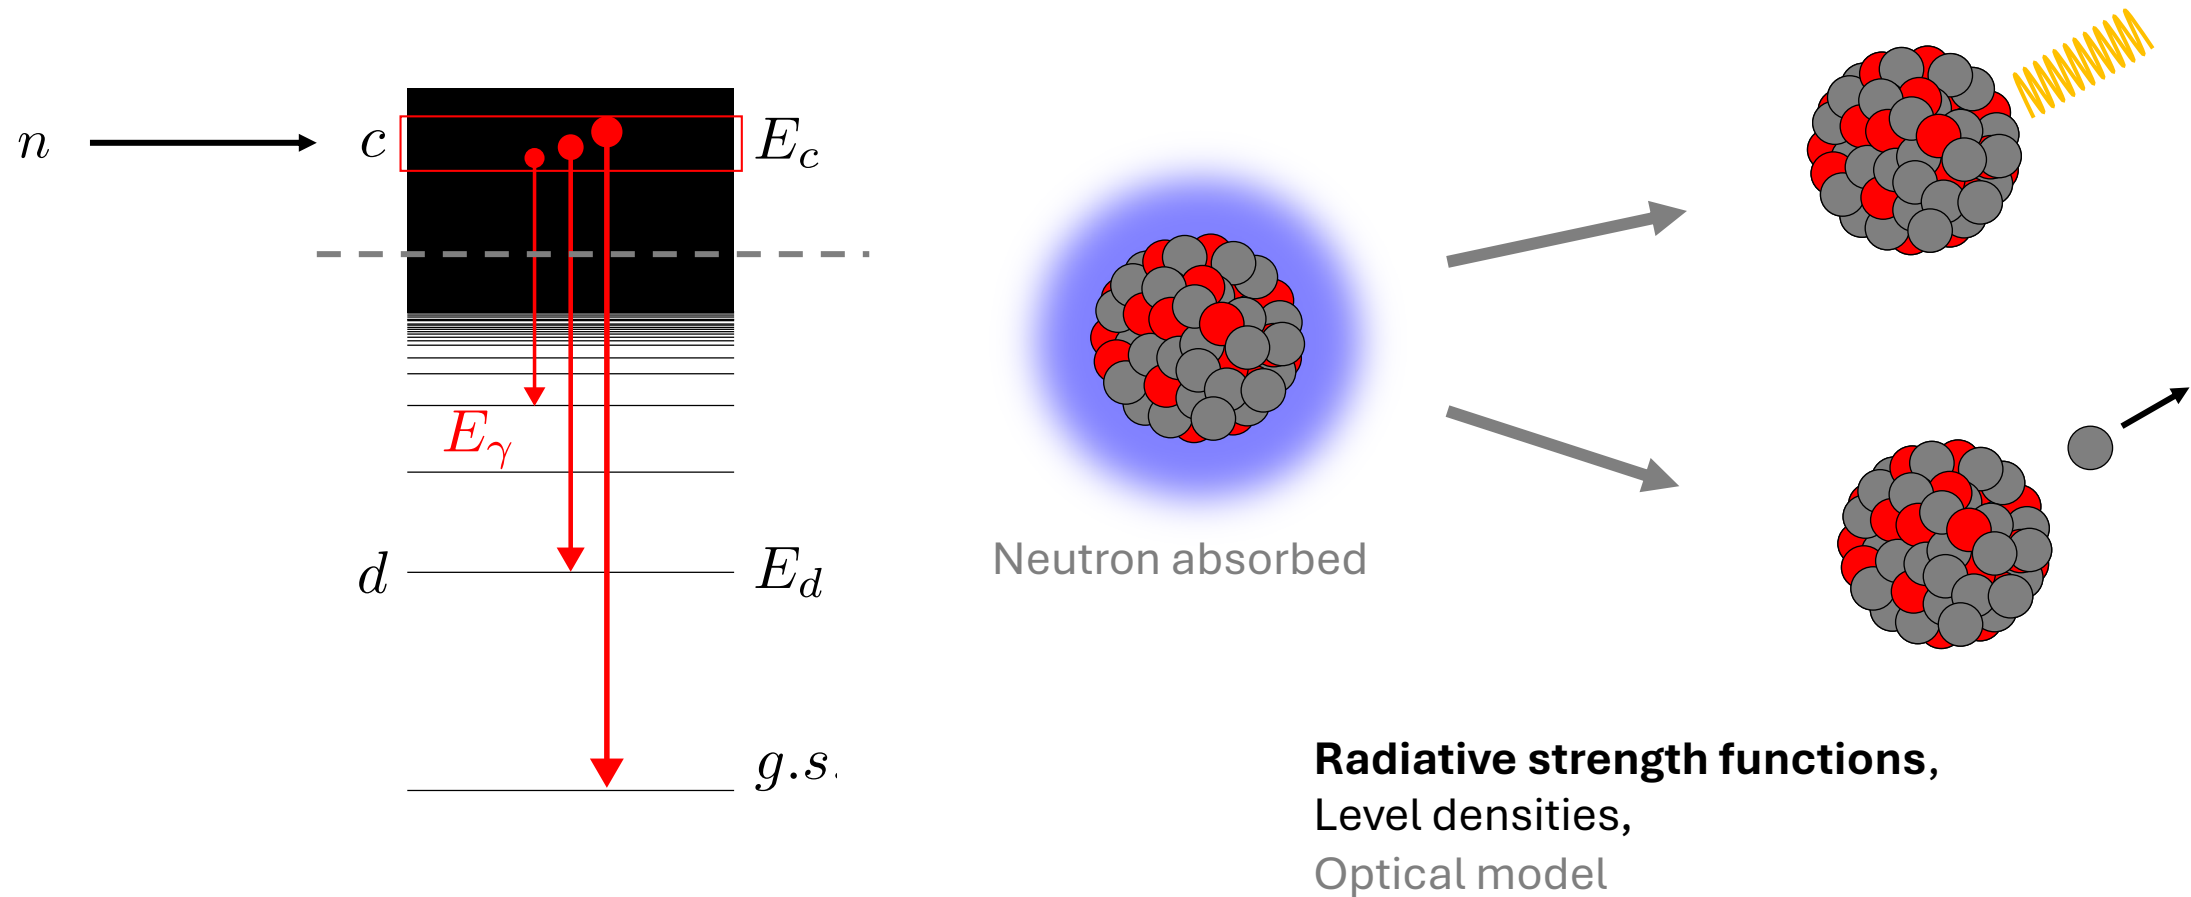 n
c
E_c
E_γ
d
E_d
g.s.
Neutron absorbed
Radiative strength functions,
Level densities,
Optical model